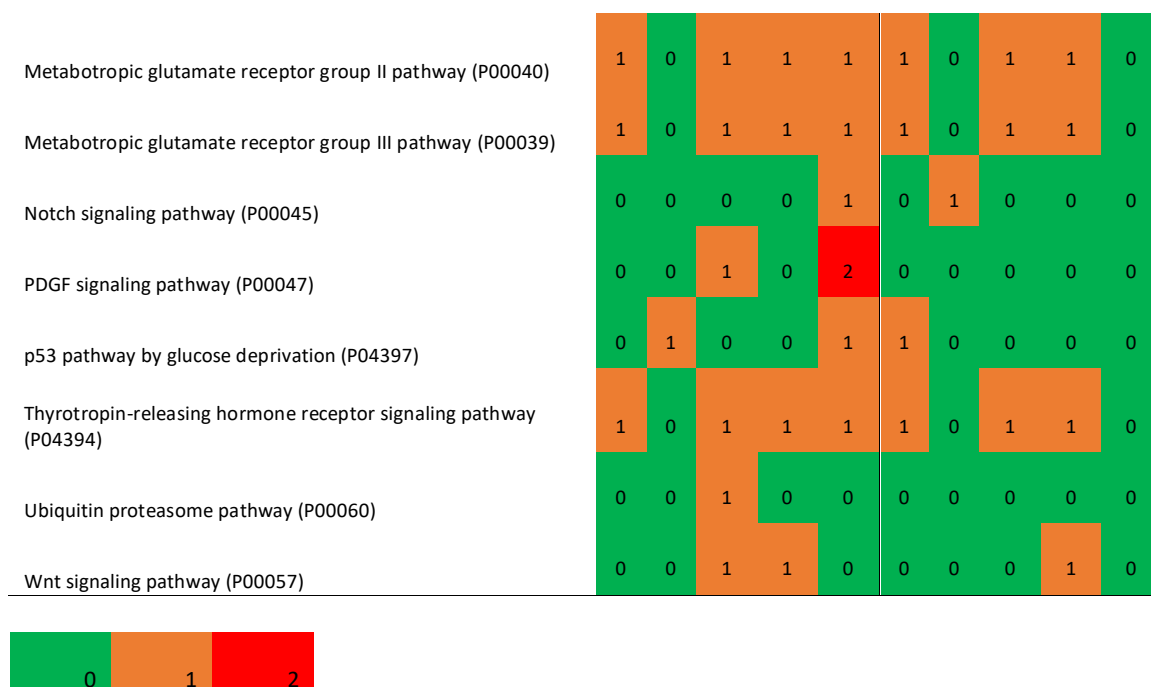 Metabotropic glutamate receptor group II pathway (P00040) 1 0 1 1 1 1 0 1 1 0
Metabotropic glutamate receptor group III pathway (P00039) 1 0 1 1 1 1 0 1 1 0
Notch signaling pathway (P00045) 0 0 0 0 1 0 1 0 0 0
PDGF signaling pathway (P00047) 0 0 1 0 2 0 0 0 0 0
p53 pathway by glucose deprivation (P04397) 0 1 0 0 1 1 0 0 0 0
Thyrotropin-releasing hormone receptor signaling pathway
(P04394) 1 0 1 1 1 1 0 1 1 0
Ubiquitin proteasome pathway (P00060) 0 0 1 0 0 0 0 0 0 0
Wnt signaling pathway (P00057) 0 0 1 1 0 0 0 0 1 0
0 1 2